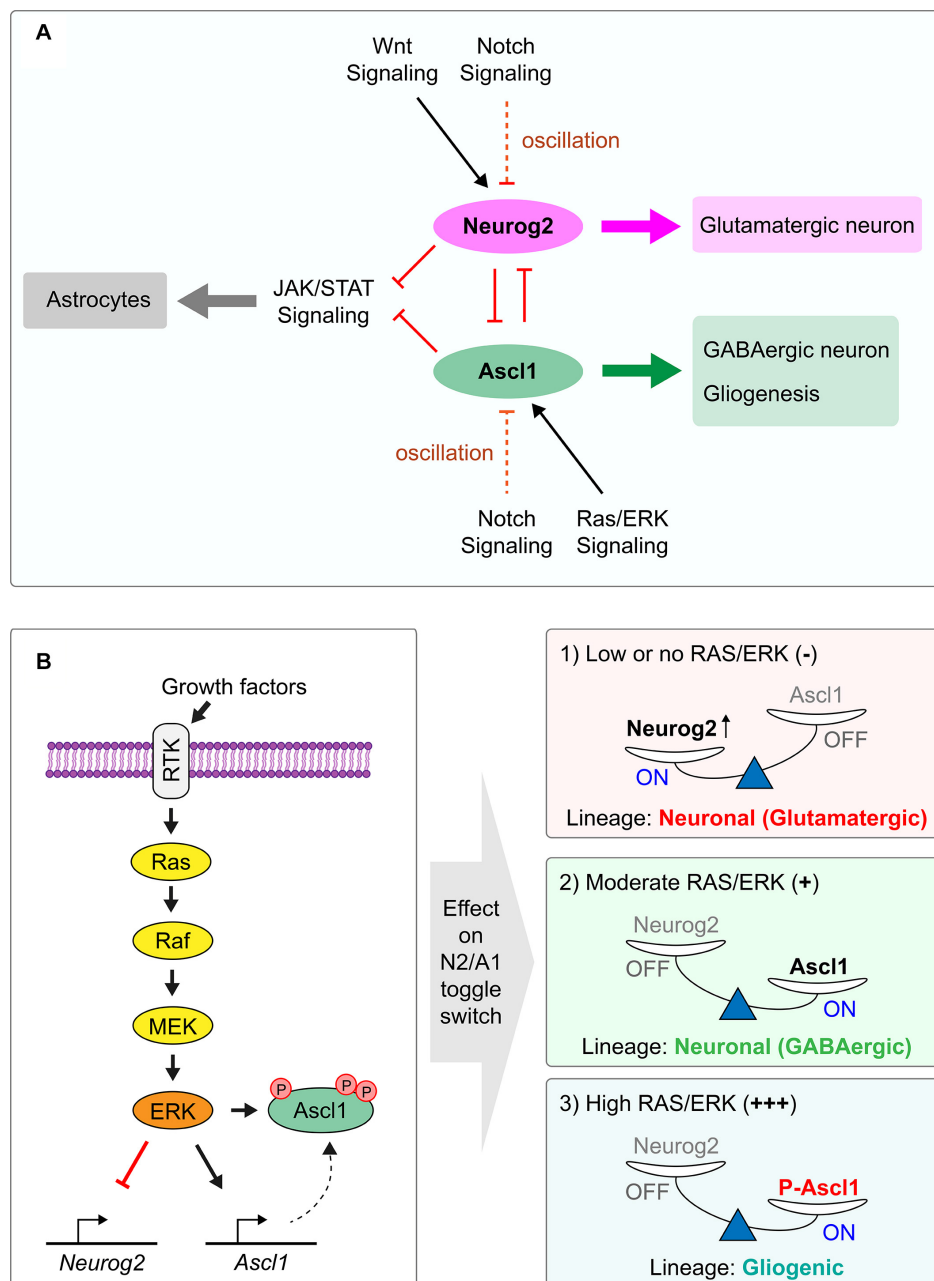 A
Wnt
Signaling
Notch
Signaling
oscillation
Neurog2
Glutamatergic neuron
Astrocytes
JAK/STAT
Signaling
Ascl1
GABAergic neuron
Gliogenesis
oscillation
Notch
Signaling
Ras/ERK
Signaling
B
Growth factors
RTK
Ras
Raf
MEK
ERK
Ascl1
P
P
P
Neurog2
Ascl1
Effect
on
N2/A1
toggle
switch
1) Low or no RAS/ERK (-)
Ascl1
OFF
Neurog2
ON
Lineage: Neuronal (Glutamatergic)
2) Moderate RAS/ERK (+)
Neurog2
OFF
Ascl1
ON
Lineage: Neuronal (GABAergic)
3) High RAS/ERK (+++)
Neurog2
OFF
P-Ascl1
ON
Lineage: Gliogenic